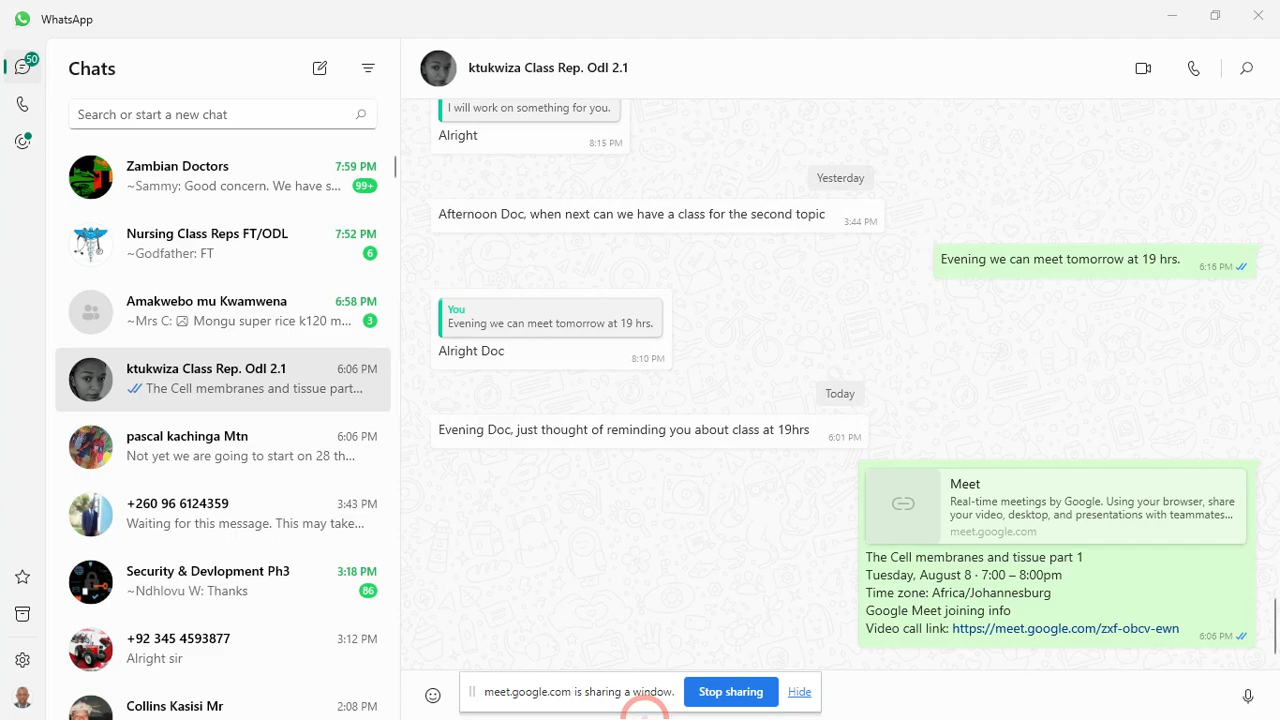 WhatsApp
50
Chats
Search or start a new chat
Zambian Doctors 7:59 PM
~Sammy: Good concern. We have s... 99+
Nursing Class Reps FT/ODL 7:52 PM
~Godfather: FT 6
Amakwebo mu Kwamwena 6:58 PM
~Mrs C: Mongu super rice k120 m... 3
ktukwiza Class Rep. Odl 2.1 6:06 PM
The Cell membranes and tissue part...
pascal kachinga Mtn 6:06 PM
Not yet we are going to start on 28 th...
+260 96 6124359 3:43 PM
Waiting for this message. This may take...
Security & Devlopment Ph3 3:18 PM
~Ndhlovu W: Thanks 86
+92 345 4593877 3:12 PM
Alright sir
Collins Kasisi Mr 2:08 PM
ktukwiza Class Rep. Odl 2.1
I will work on something for you.
Alright
8:15 PM
Yesterday
Afternoon Doc, when next can we have a class for the second topic
3:44 PM
Evening we can meet tomorrow at 19 hrs.
6:16 PM
You
Evening we can meet tomorrow at 19 hrs.
Alright Doc
8:10 PM
Today
Evening Doc, just thought of reminding you about class at 19hrs
6:01 PM
Meet
Real-time meetings by Google. Using your browser, share
your video, desktop, and presentations with teammates...
meet.google.com
The Cell membranes and tissue part 1
Tuesday, August 8 · 7:00 – 8:00pm
Time zone: Africa/Johannesburg
Google Meet joining info
Video call link: https://meet.google.com/zxf-obcv-ewn
6:06 PM
meet.google.com is sharing a window. Stop sharing Hide